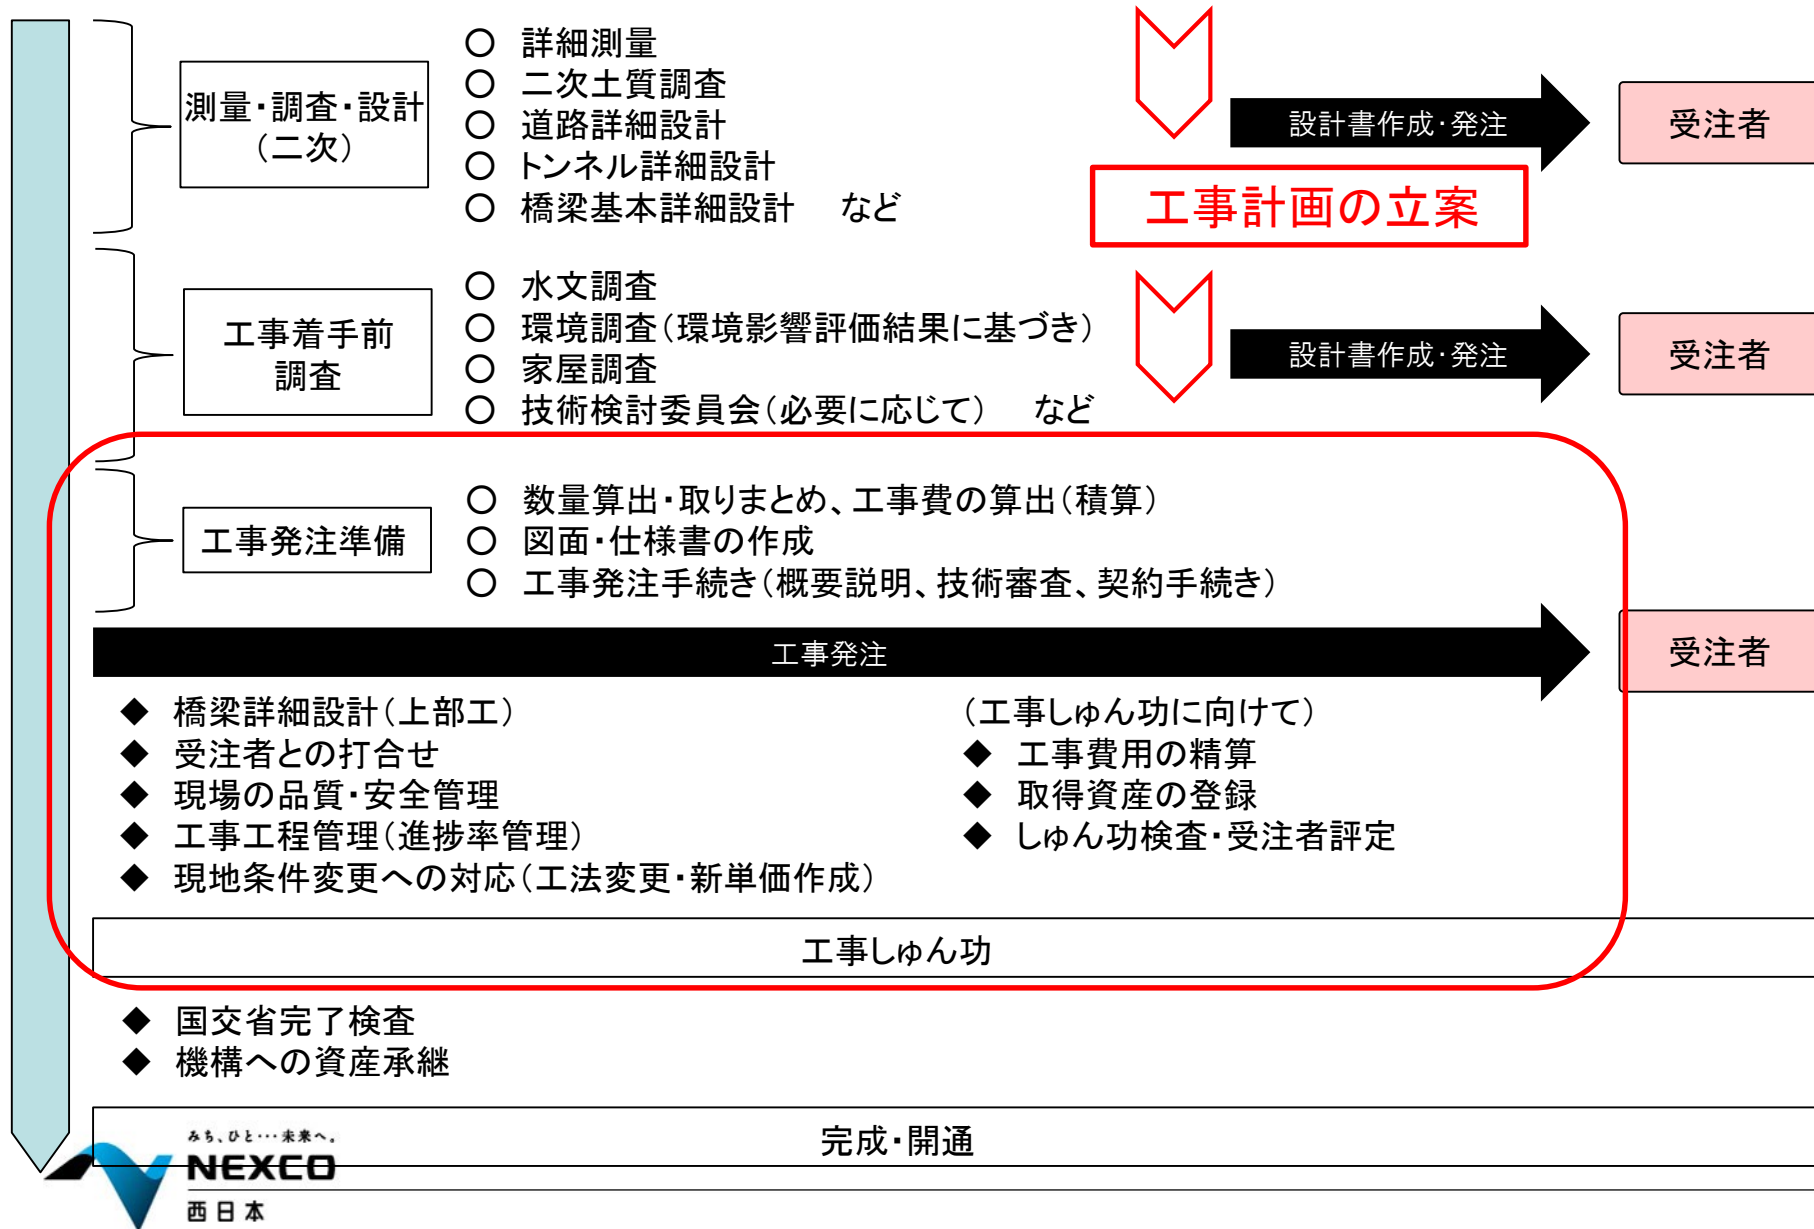 測量・調査・設計
(二次)
○ 詳細測量
○ 二次土質調査
○ 道路詳細設計
○ トンネル詳細設計
○ 橋梁基本詳細設計 など
設計書作成・発注
受注者
工事計画の立案
工事着手前
調査
○ 水文調査
○ 環境調査(環境影響評価結果に基づき)
○ 家屋調査
○ 技術検討委員会(必要に応じて) など
設計書作成・発注
受注者
工事発注準備
○ 数量算出・取りまとめ、工事費の算出(積算)
○ 図面・仕様書の作成
○ 工事発注手続き(概要説明、技術審査、契約手続き)
工事発注
受注者
◆ 橋梁詳細設計(上部工)
◆ 受注者との打合せ
◆ 現場の品質・安全管理
◆ 工事工程管理(進捗率管理)
◆ 現地条件変更への対応(工法変更・新単価作成)
(工事しゅん功に向けて)
◆ 工事費用の精算
◆ 取得資産の登録
◆ しゅん功検査・受注者評定
工事しゅん功
◆ 国交省完了検査
◆ 機構への資産承継
完成・開通
みち、ひと…未来へ。
NEXCO
西日本